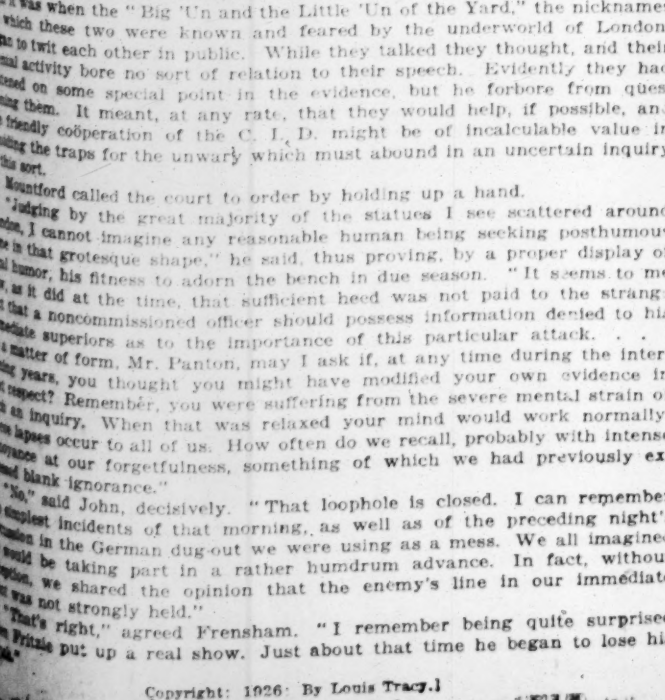 was when the "Big 'Un and the Little 'Un of the Yard," the nickname
which these two were known and feared by the underworld of London
to twit each other in public. While they talked they thought, and their
activity bore no sort of relation to their speech. Evidently they had
on some special point in the evidence, but he forbore from ques
them. It meant, at any rate, that they would help, if possible, an
friendly coöperation of the C. I. D. might be of incalculable value in
the traps for the unwary which must abound in an uncertain inquiry
this sort.
Mountford called the court to order by holding up a hand.
"Judging by the great majority of the statues I see scattered around
I cannot imagine any reasonable human being seeking posthumous
in that grotesque shape," he said, thus proving, by a proper display of
humor, his fitness to adorn the bench in due season. "It seems to me
as it did at the time, that sufficient heed was not paid to the strang
that a noncommissioned officer should possess information denied to his
superiors as to the importance of this particular attack. . . .
matter of form, Mr. Panton, may I ask if, at any time during the inter
years, you thought you might have modified your own evidence in
respect? Remember, you were suffering from the severe mental strain of
an inquiry. When that was relaxed your mind would work normally
lapses occur to all of us. How often do we recall, probably with intense
at our forgetfulness, something of which we had previously ex
blank ignorance."
"No," said John, decisively. "That loophole is closed. I can remember
simplest incidents of that morning, as well as of the preceding night'
in the German dug-out we were using as a mess. We all imagined
would be taking part in a rather humdrum advance. In fact, withou
we shared the opinion that the enemy's line in our immediate
was not strongly held."
"That's right," agreed Frensham. "I remember being quite surprised
Fritzie put up a real show. Just about that time he began to lose his
Copyright: 1926: By Louis Tracy.]